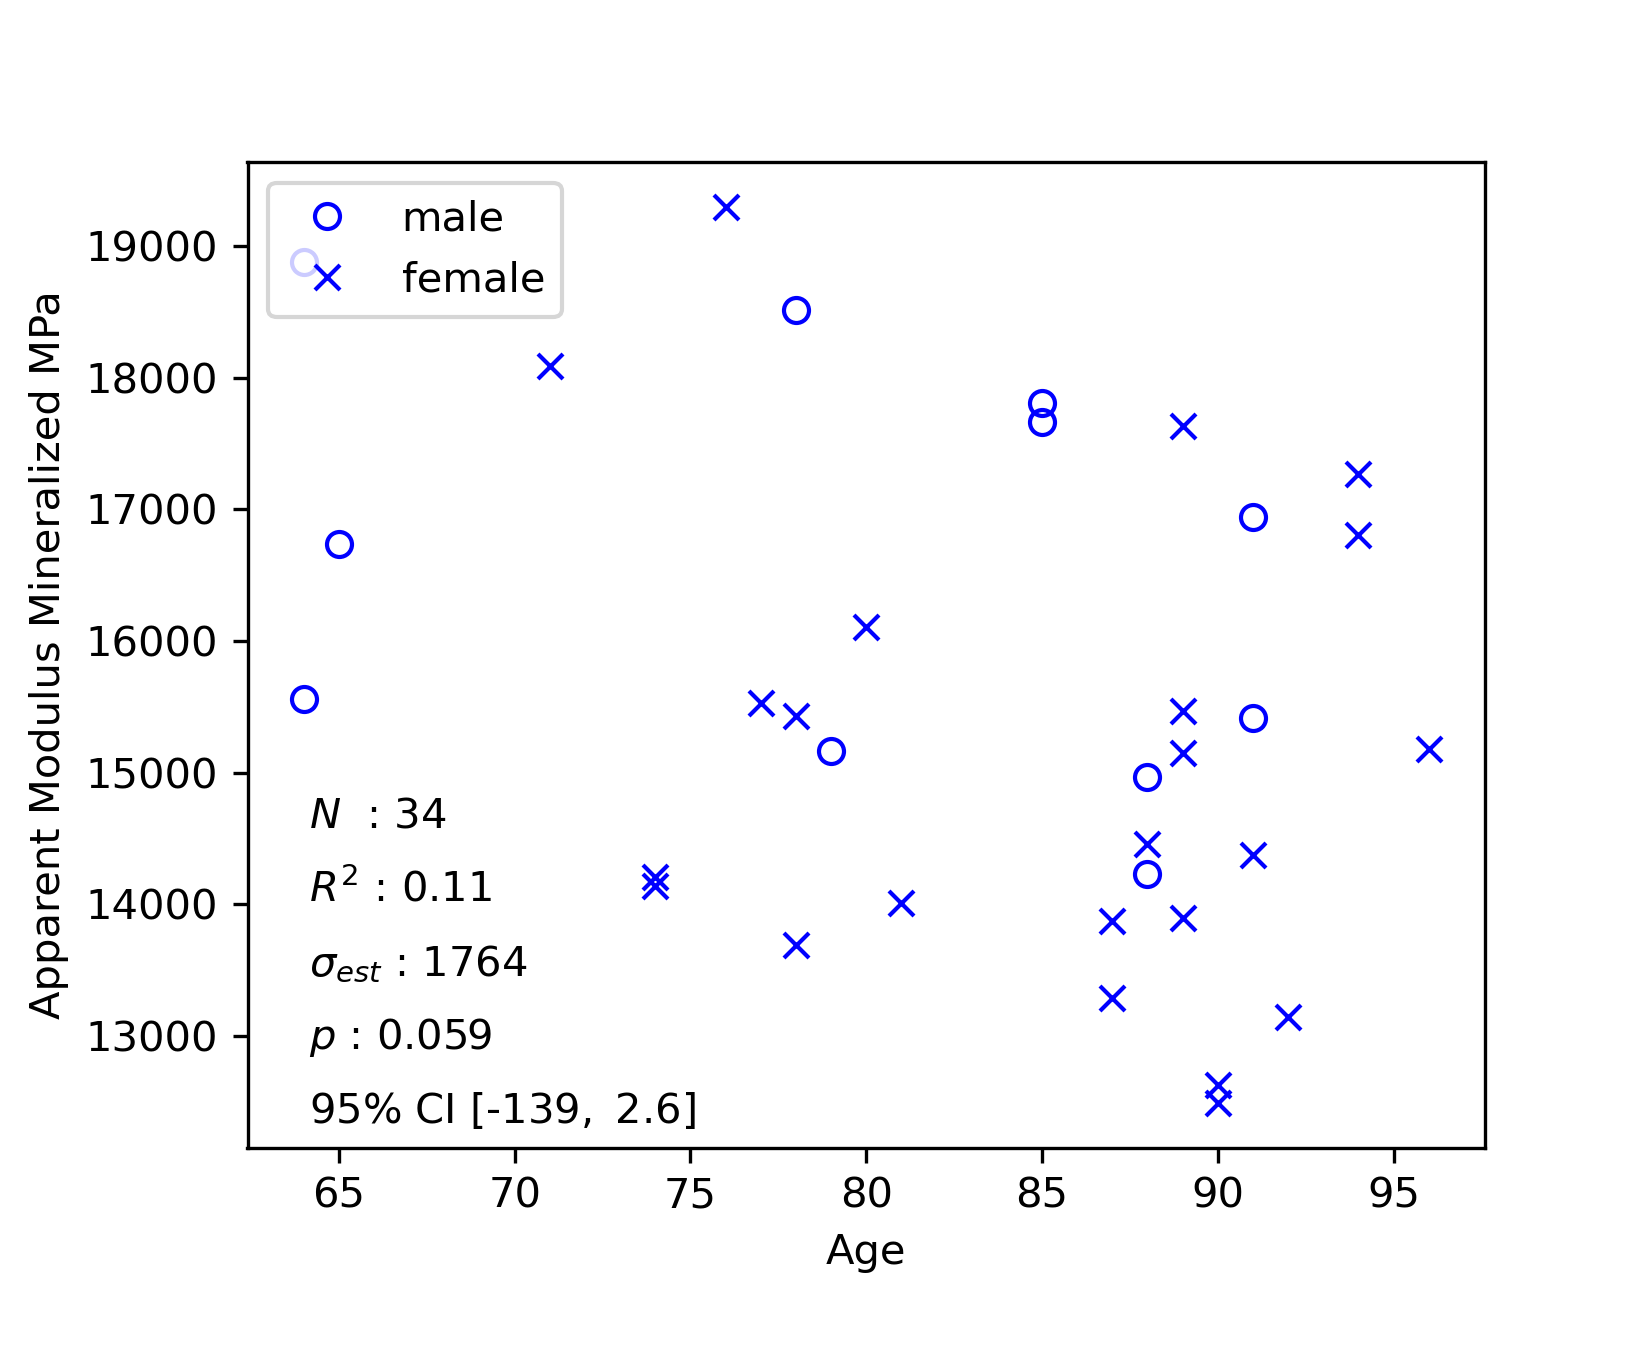 male
female
19000
18000
17000
16000
15000
14000
13000
Apparent Modulus Mineralized MPa
N : 34
R² : 0.11
σest : 1764
p : 0.059
95% CI [-139, 2.6]
65 70 75 80 85 90 95
Age